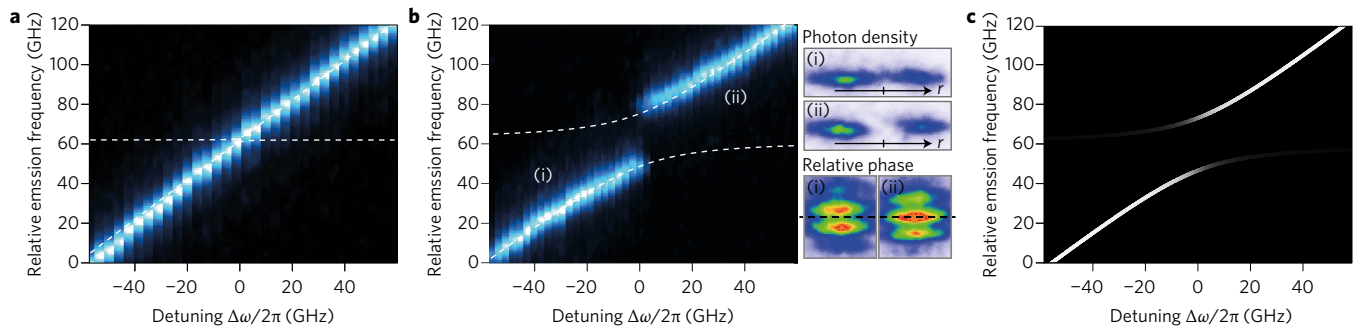 a
Relative emssion frequency (GHz)
120
100
80
60
40
20
0
−40 −20 0 20 40
Detuning Δω/2π (GHz)
b
Relative emssion frequency (GHz)
120
100
80
60
40
20
0
(ii)
(i)
−40 −20 0 20 40
Detuning Δω/2π (GHz)
Photon density
(i)
r
(ii)
r
Relative phase
(i) (ii)
c
Relative emssion frequency (GHz)
120
100
80
60
40
20
0
−40 −20 0 20 40
Detuning Δω/2π (GHz)